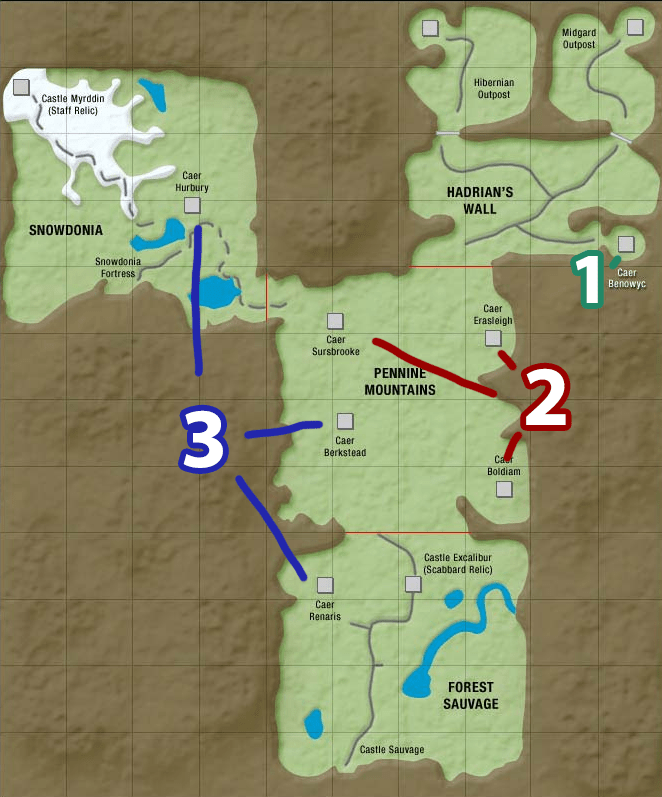 Midgard
Outpost
Hibernian
Outpost
Castle Myrddin
(Staff Relic)
Caer
Hurbury
HADRIAN'S
WALL
SNOWDONIA
Snowdonia
Fortress
1
Caer
Benowyc
Caer
Erasleigh
Caer
Sursbrooke
PENNINE
MOUNTAINS
2
3
Caer
Berkstead
Caer
Boldiam
Castle Excalibur
(Scabbard Relic)
Caer
Renaris
FOREST
SAUVAGE
Castle Sauvage